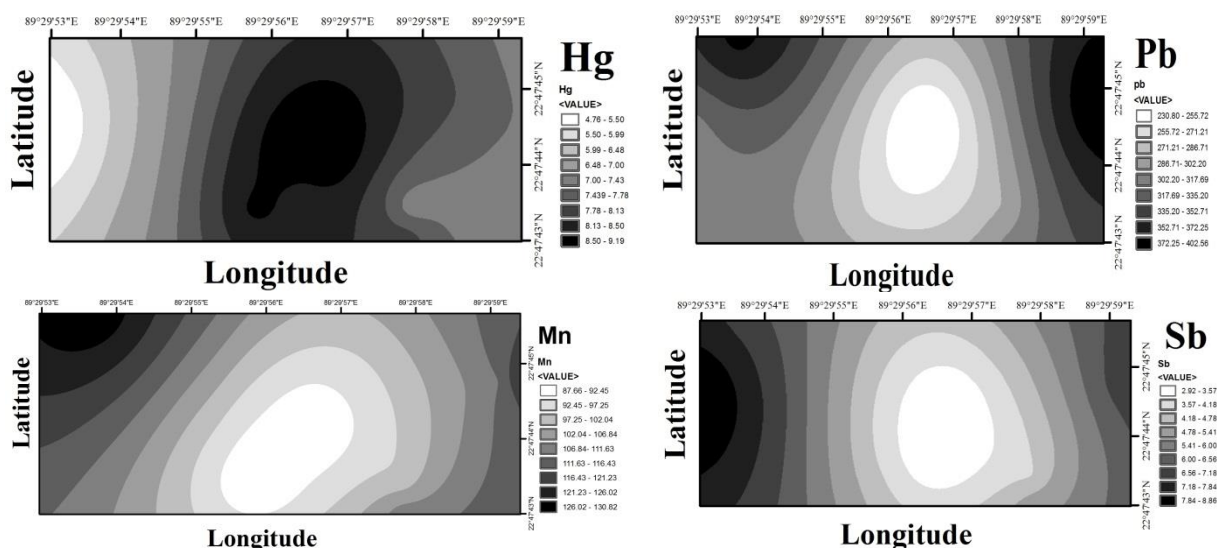 89°29'53"E 89°29'54"E 89°29'55"E 89°29'56"E 89°29'57"E 89°29'58"E 89°29'59"E
Latitude
Hg
Hg
<VALUE>
4.76 - 5.50
5.50 - 5.99
5.99 - 6.48
6.48 - 7.00
7.00 - 7.43
7.439 - 7.78
7.78 - 8.13
8.13 - 8.50
8.50 - 9.19
22°47'45"N
22°47'44"N
22°47'43"N
Longitude
89°29'53"E 89°29'54"E 89°29'55"E 89°29'56"E 89°29'57"E 89°29'58"E 89°29'59"E
Latitude
Pb
pb
<VALUE>
230.80 - 255.72
255.72 - 271.21
271.21 - 286.71
286.71 - 302.20
302.20 - 317.69
317.69 - 335.20
335.20 - 352.71
352.71 - 372.25
372.25 - 402.56
22°47'45"N
22°47'44"N
22°47'43"N
Longitude
89°29'53"E 89°29'54"E 89°29'55"E 89°29'56"E 89°29'57"E 89°29'58"E 89°29'59"E
Latitude
Mn
Mn
<VALUE>
87.66 - 92.45
92.45 - 97.25
97.25 - 102.04
102.04 - 106.84
106.84- 111.63
111.63 - 116.43
116.43 - 121.23
121.23 - 126.02
126.02 - 130.82
22°47'45"N
22°47'44"N
22°47'43"N
Longitude
89°29'53"E 89°29'54"E 89°29'55"E 89°29'56"E 89°29'57"E 89°29'58"E 89°29'59"E
Latitude
Sb
Sb
<VALUE>
2.92 - 3.57
3.57 - 4.18
4.18 - 4.78
4.78 - 5.41
5.41 - 6.00
6.00 - 6.56
6.56 - 7.18
7.18 - 7.84
7.84 - 8.86
22°47'45"N
22°47'44"N
22°47'43"N
Longitude